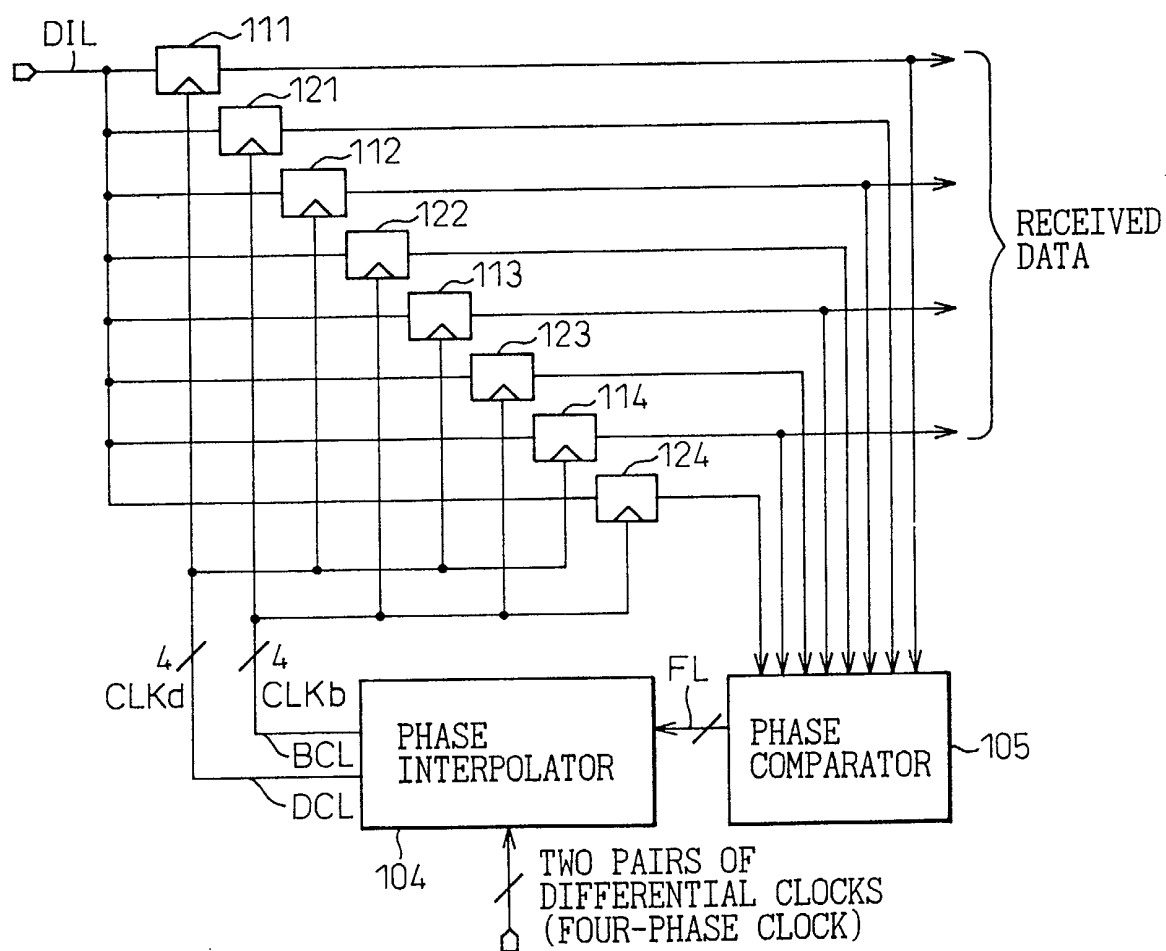 111
DIL
121
112
122
113
123
114
124
RECEIVED
DATA
4
CLKd
4
CLKb
FL
BCL
DCL
PHASE
INTERPOLATOR
PHASE
COMPARATOR
105
104
TWO PAIRS OF
DIFFERENTIAL CLOCKS
(FOUR-PHASE CLOCK)